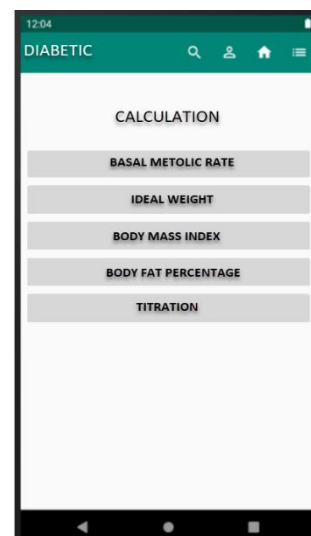 12:04
DIABETIC
CALCULATION
BASAL METOLIC RATE
IDEAL WEIGHT
BODY MASS INDEX
BODY FAT PERCENTAGE
TITRATION